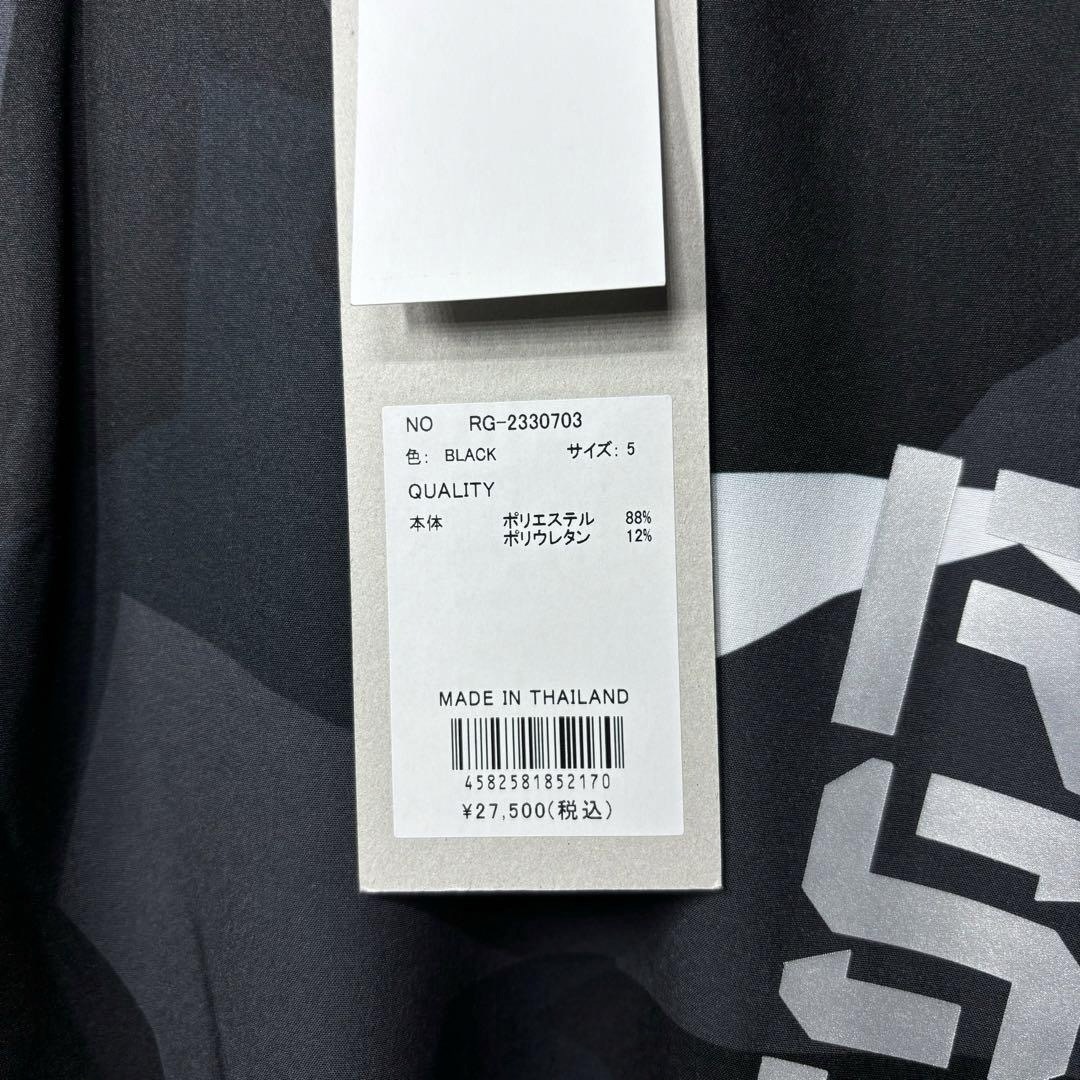 NO RG-2330703
色: BLACK サイズ: 5
QUALITY
本体 ポリエステル 88%
ポリウレタン 12%
MADE IN THAILAND
4582581852170
¥27,500(税込)